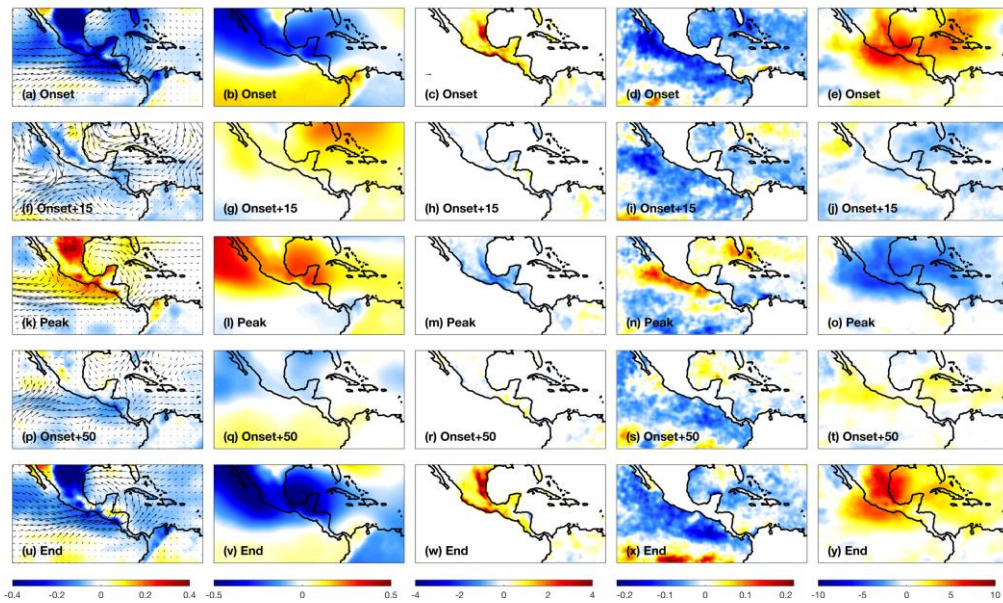 (a) Onset (b) Onset (c) Onset (d) Onset (e) Onset
(f) Onset+15 (g) Onset+15 (h) Onset+15 (i) Onset+15 (j) Onset+15
(k) Peak (l) Peak (m) Peak (n) Peak (o) Peak
(p) Onset+50 (q) Onset+50 (r) Onset+50 (s) Onset+50 (t) Onset+50
(u) End (v) End (w) End (x) End (y) End
-0.4 -0.2 0 0.2 0.4 -0.5 0 0.5 -4 -2 0 2 4 -0.2 -0.1 0 0.1 0.2 -10 -5 0 5 10